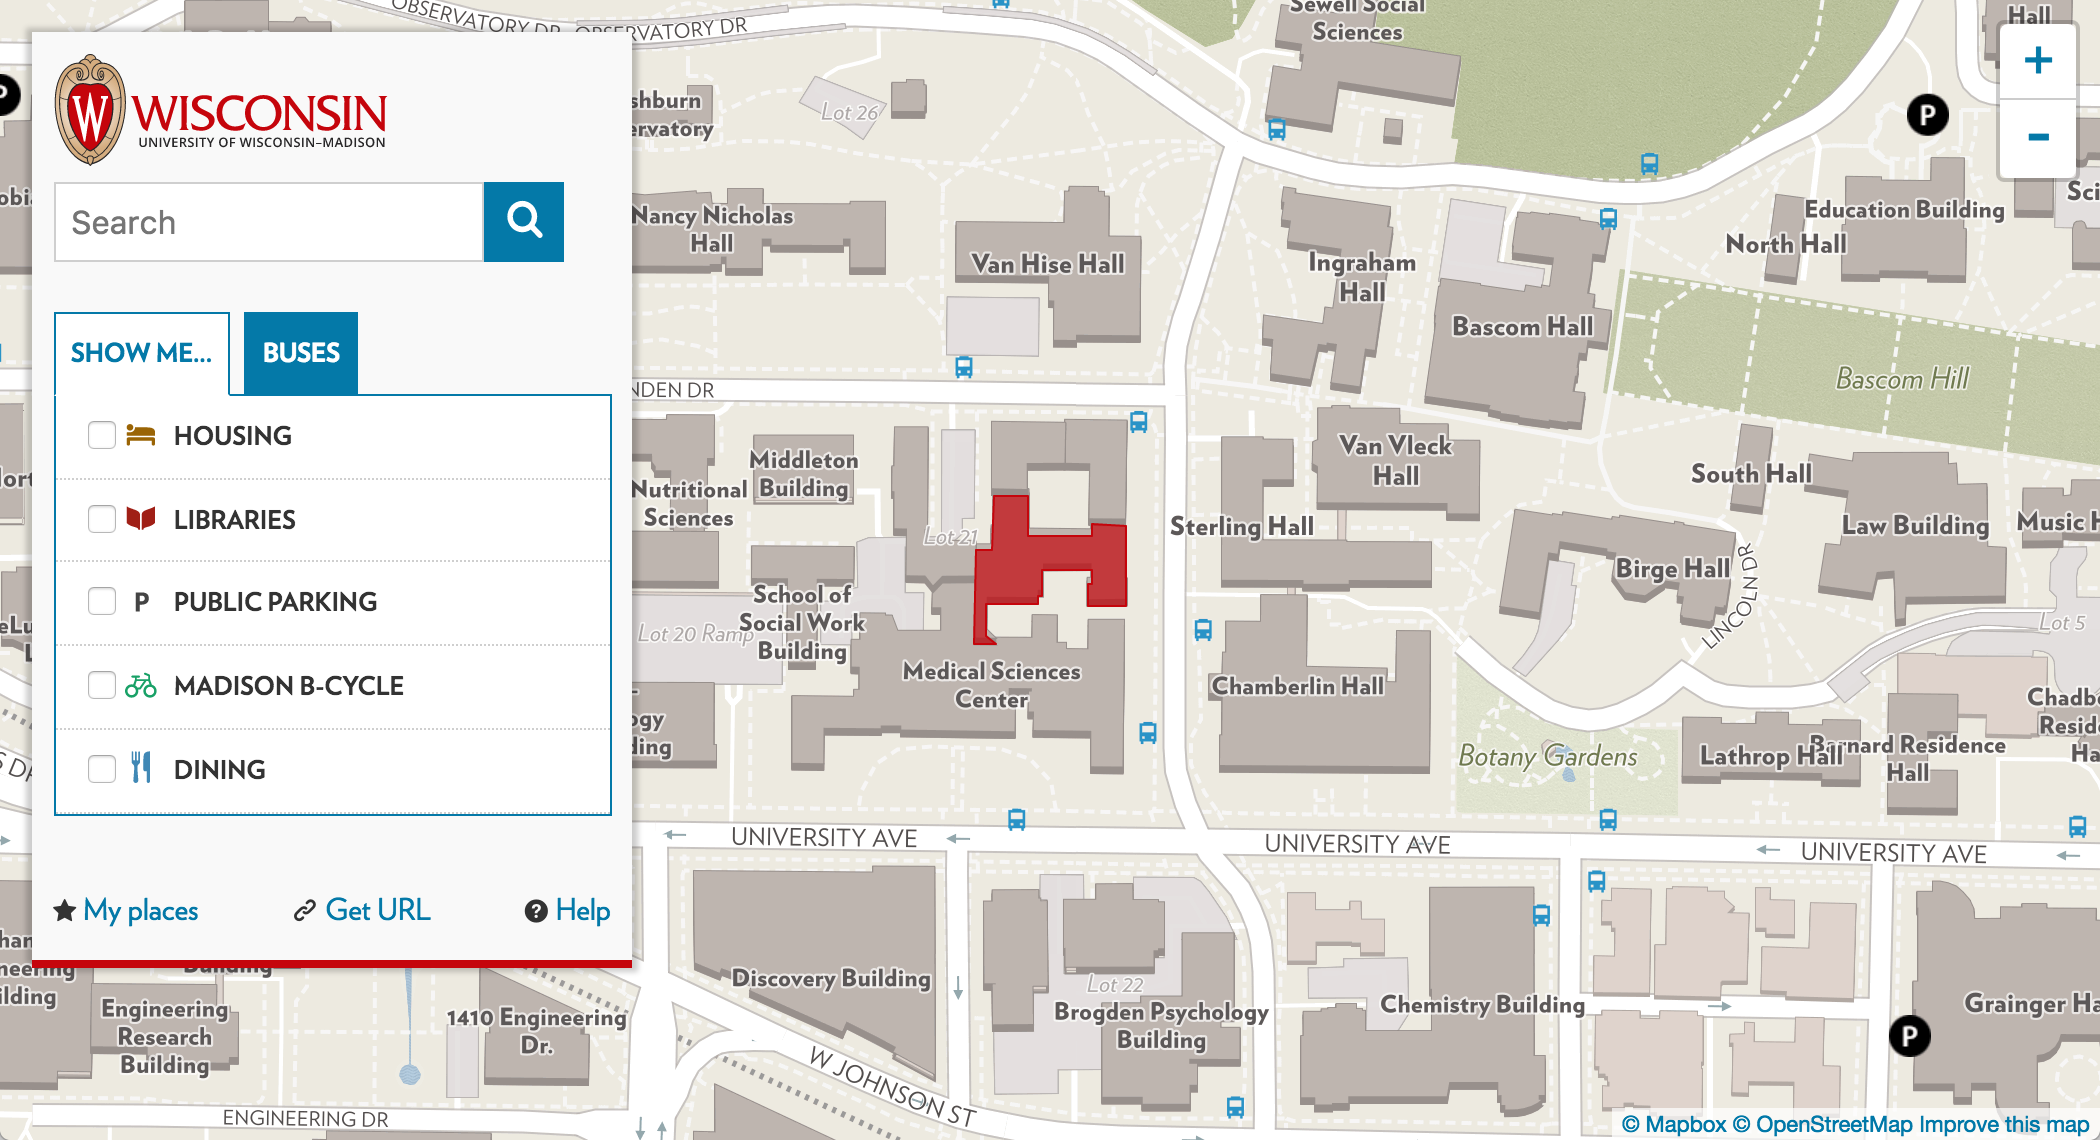 WISCONSIN
UNIVERSITY OF WISCONSIN–MADISON
Search
SHOW ME...
BUSES
HOUSING
LIBRARIES
P PUBLIC PARKING
MADISON B-CYCLE
DINING
My places
Get URL
Help
OBSERVATORY DR
OBSERVATORY DR
Sewell Social
Sciences
Hall
+
-
P
P
shburn
ervatory
Lot 26
Nancy Nicholas
Hall
Van Hise Hall
Ingraham
Hall
Bascom Hall
North Hall
Education Building
Sci
Bascom Hill
NDEN DR
Middleton
Building
Nutritional
Sciences
Lot 21
Van Vleck
Hall
Sterling Hall
South Hall
Law Building
Music H
Birge Hall
LINCOLN DR
Lot 5
School of
Social Work
Building
Lot 20 Ramp
Medical Sciences
Center
Chamberlin Hall
ogy
ding
Botany Gardens
Lathrop Hall
Barnard Residence
Hall
Chadb
Reside
Ha
UNIVERSITY AVE
UNIVERSITY AVE
UNIVERSITY AVE
Discovery Building
Lot 22
Brogden Psychology
Building
Chemistry Building
Grainger Ha
P
neering
ilding
Building
Engineering
Research
Building
1410 Engineering
Dr.
W JOHNSON ST
ENGINEERING DR
© Mapbox © OpenStreetMap Improve this map